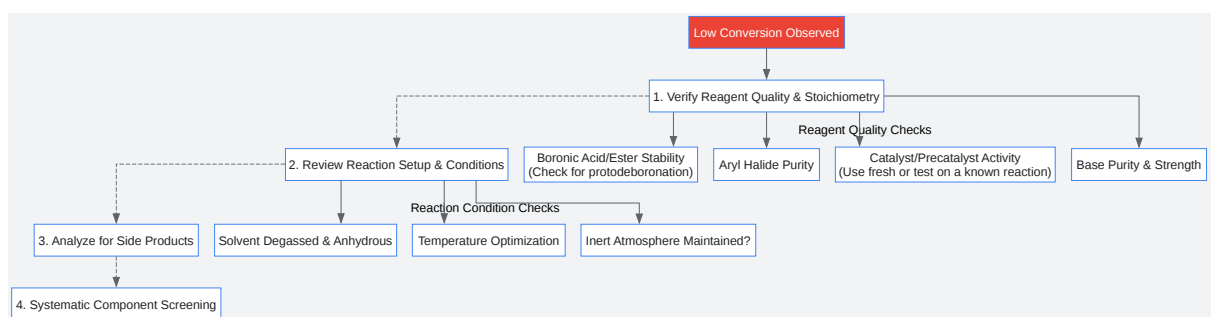 Low Conversion Observed
1. Verify Reagent Quality & Stoichiometry
Reagent Quality Checks
2. Review Reaction Setup & Conditions
Boronic Acid/Ester Stability
(Check for protodeboronation)
Aryl Halide Purity
Catalyst/Precatalyst Activity
(Use fresh or test on a known reaction)
Base Purity & Strength
Reaction Condition Checks
3. Analyze for Side Products
Solvent Degassed & Anhydrous
Temperature Optimization
Inert Atmosphere Maintained?
4. Systematic Component Screening